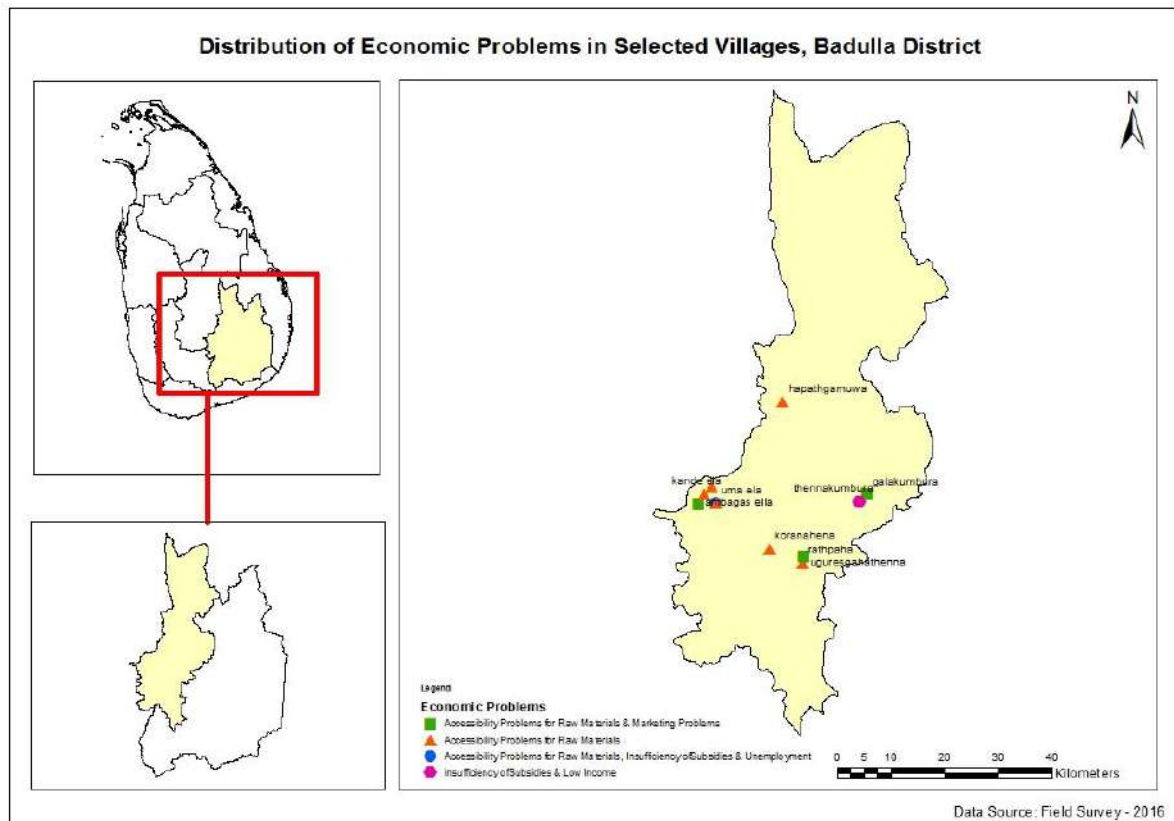 Distribution of Economic Problems in Selected Villages, Badulla District
N
hapathgamuwa
kande ela
uma ela
ambagas ella
thennakumbura
galakumbura
koranahena
rathpaha
Legend
Economic Problems
Accessibility Problems for Raw Materials & Marketing Problems
Accessibility Problems for Raw Materials
Accessibility Problems for Raw Materials, Insufficiency of Subsidies & Unemployment
Insufficiency of Subsidies & Low Income
0 5 10 20 30 40
Kilometers
Data Source: Field Survey - 2016